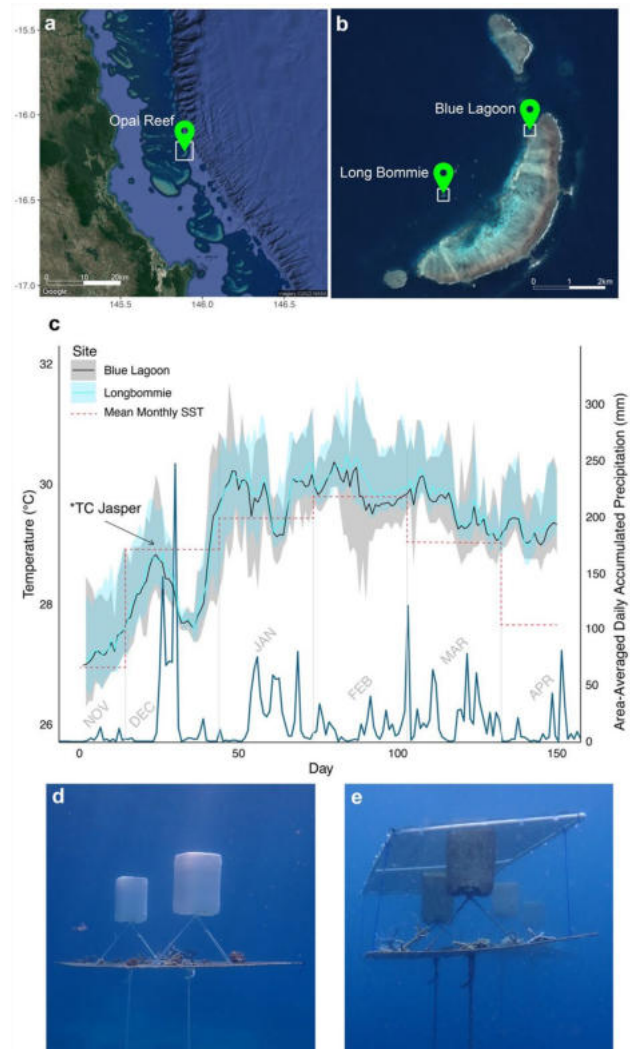 a
-15.5
-16.0
-16.5
-17.0
Opal Reef
0 10 20km
Google
145.5 146.0 146.5
b
Blue Lagoon
Long Bommie
0 1 2km
c
Site
Blue Lagoon
Longbommie
Mean Monthly SST
*TC Jasper
32
30
28
26
Temperature (°C)
300
250
200
150
100
50
0
Area-Averaged Daily Accumulated Precipitation (mm)
NOV DEC JAN FEB MAR APR
0 50 100 150
Day
d
e